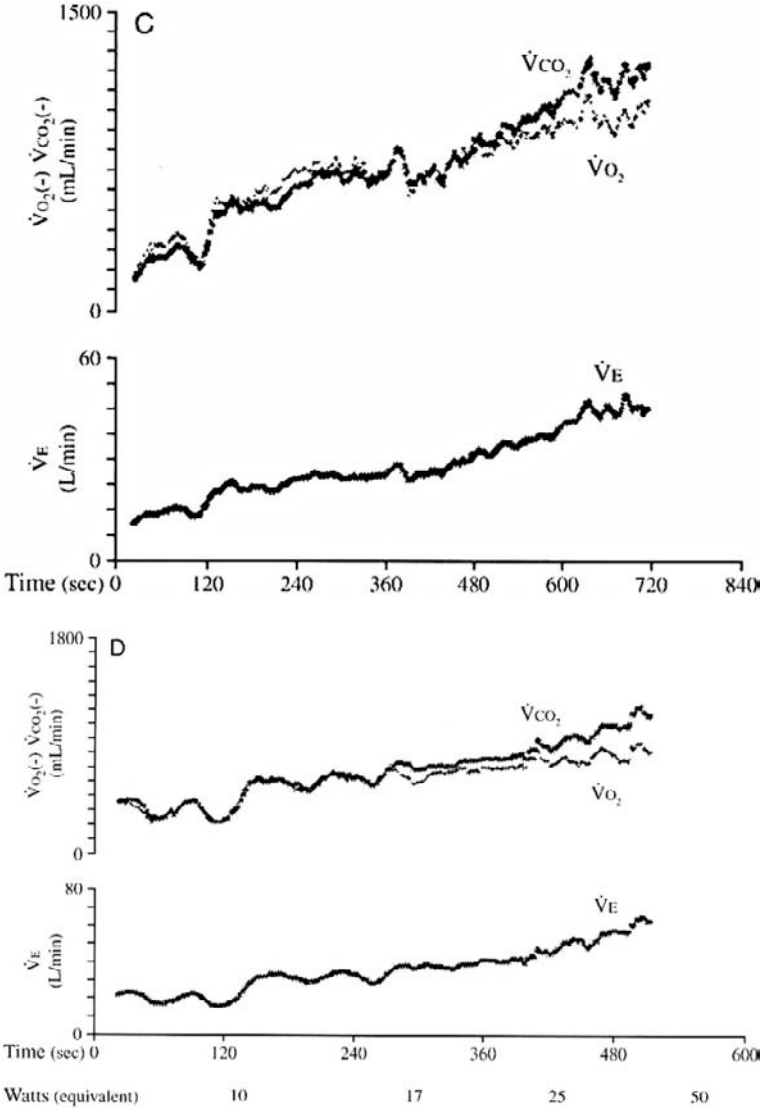 1500
C
V̇CO₂
V̇O₂(-) V̇CO₂(-)
(mL/min)
V̇O₂
0
60
V̇E
V̇E
(L/min)
0
Time (sec) 0 120 240 360 480 600 720 840
1800
D
V̇CO₂
V̇O₂(-) V̇CO₂(-)
(mL/min)
V̇O₂
0
80
V̇E
V̇E
(L/min)
0
Time (sec) 0 120 240 360 480 600
Watts (equivalent) 10 17 25 50